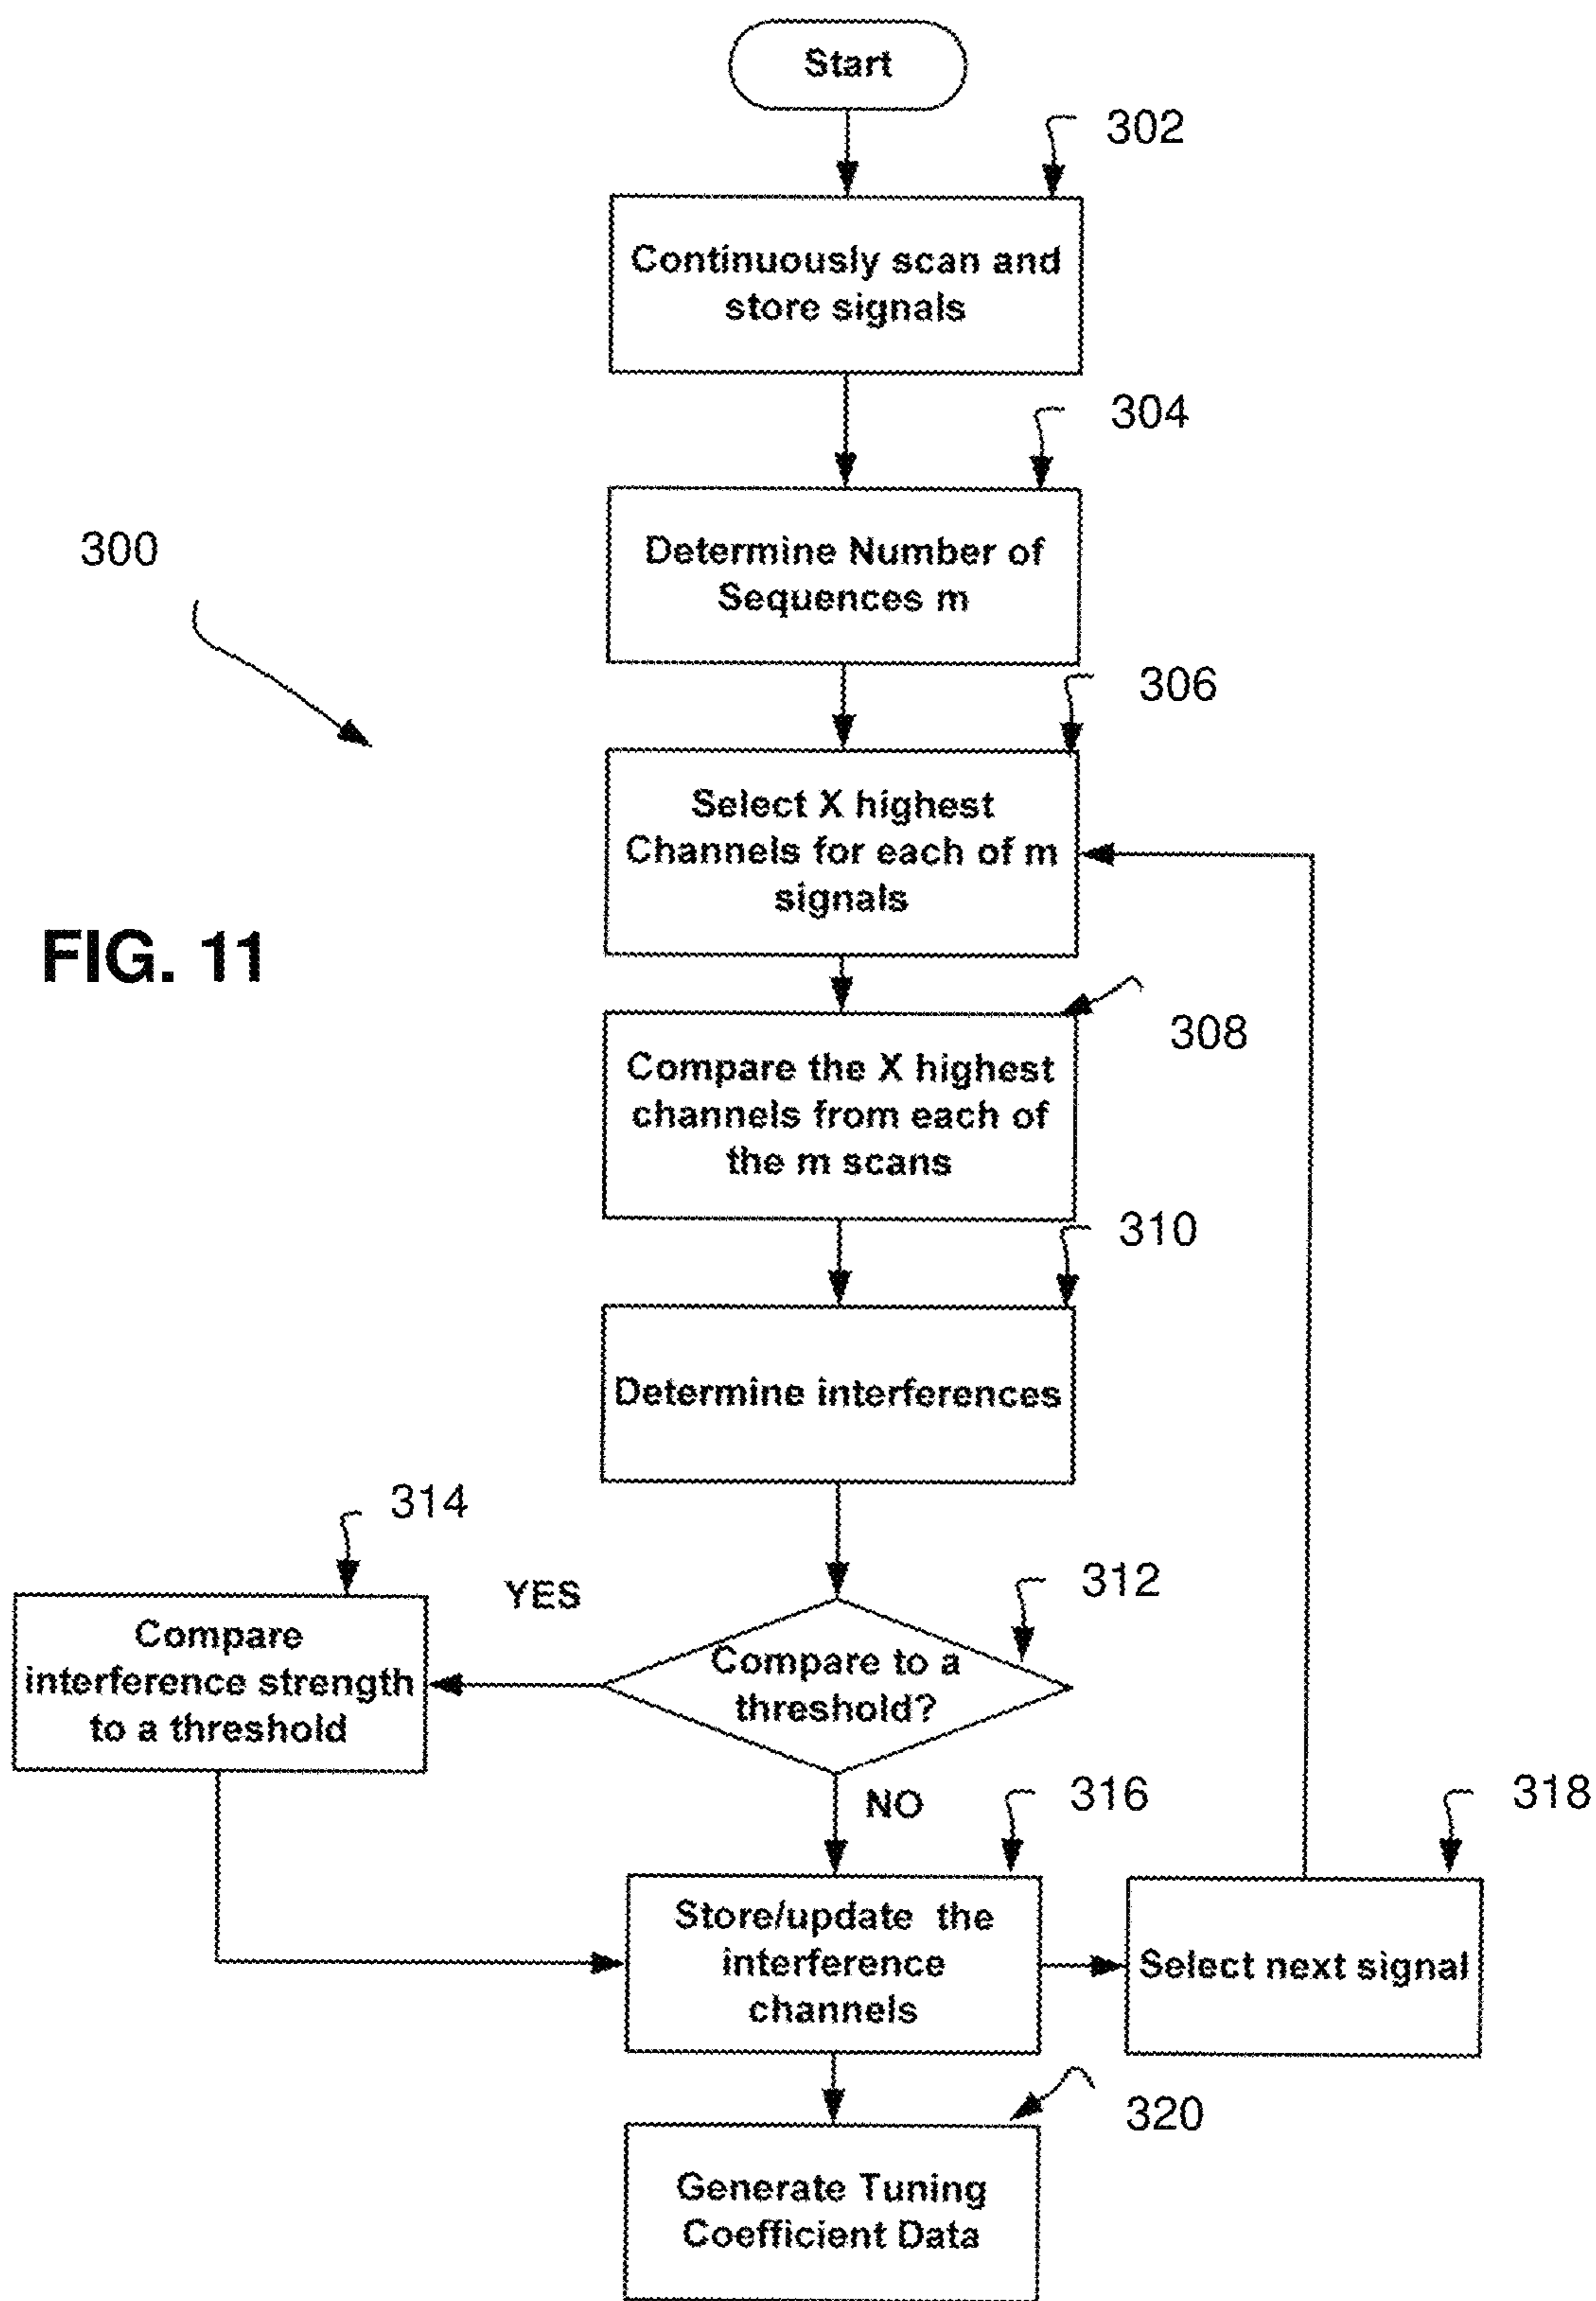 Start
302
Continuously scan and
store signals
304
Determine Number of
Sequences m
300
306
Select X highest
Channels for each of m
signals
FIG. 11
308
Compare the X highest
channels from each of
the m scans
310
Determine interferences
314
312
YES
Compare
interference strength
to a threshold
Compare to a
threshold?
NO
316
318
Store/update the
interference
channels
Select next signal
320
Generate Tuning
Coefficient Data